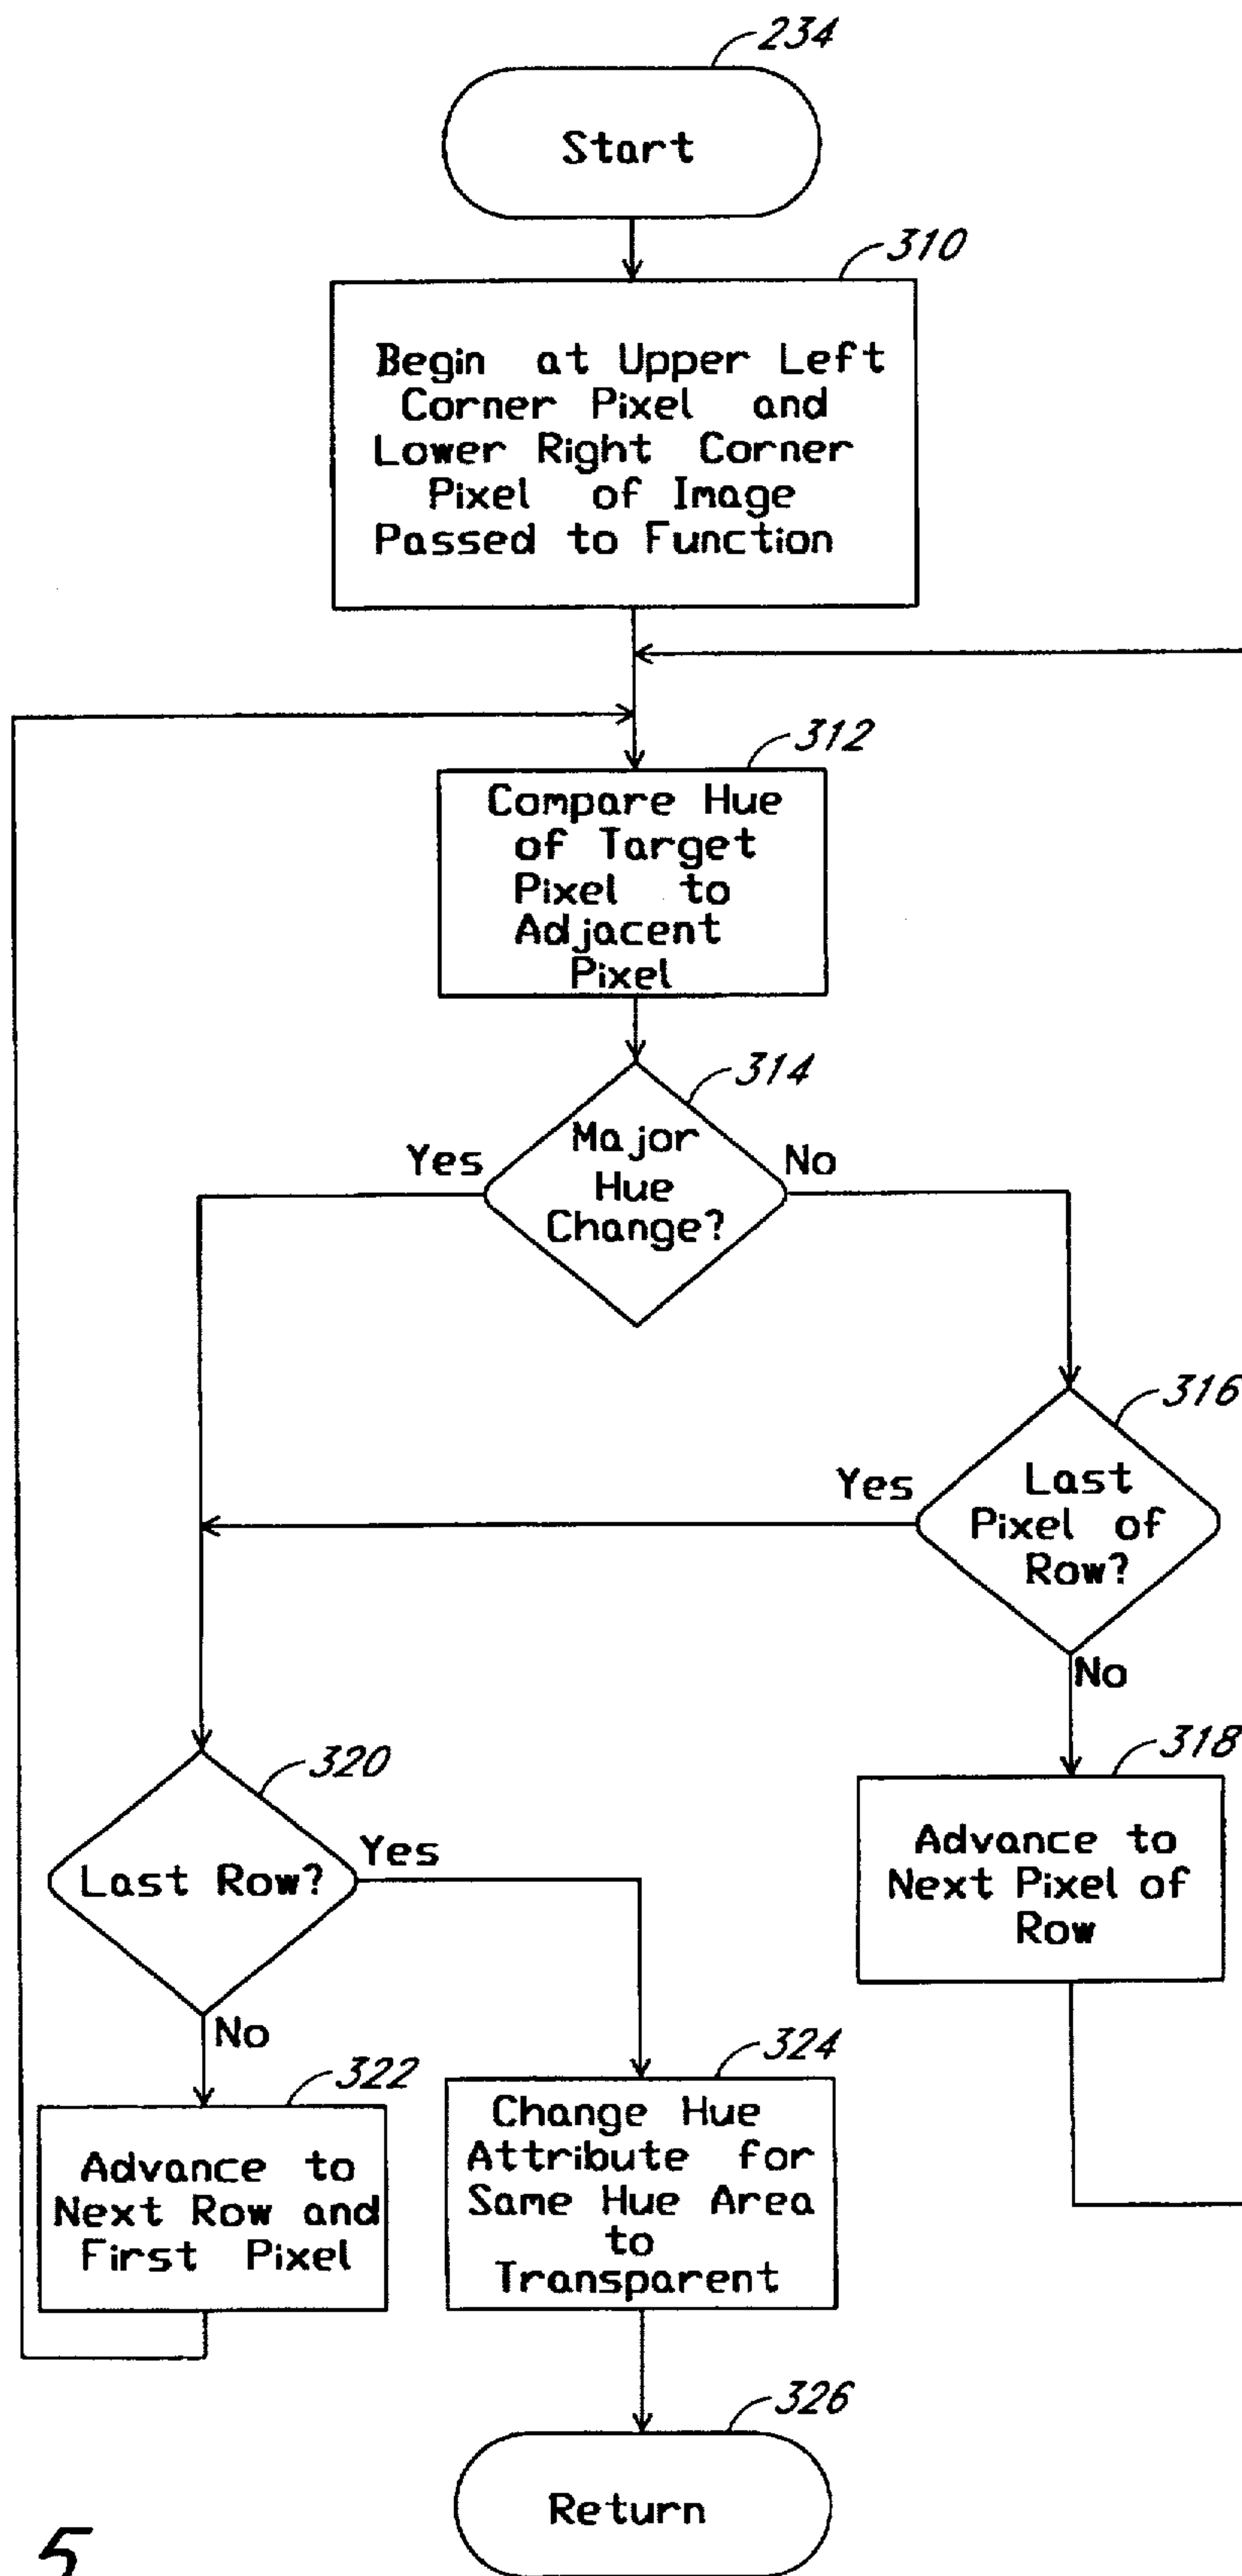 234
Start
310
Begin at Upper Left
Corner Pixel and
Lower Right Corner
Pixel of Image
Passed to Function
312
Compare Hue
of Target
Pixel to
Adjacent
Pixel
314
Major
Hue
Change?
Yes
No
316
Last
Pixel of
Row?
Yes
No
318
Advance to
Next Pixel of
Row
320
Last Row?
Yes
No
322
Advance to
Next Row and
First Pixel
324
Change Hue
Attribute for
Same Hue Area
to
Transparent
326
Return
5